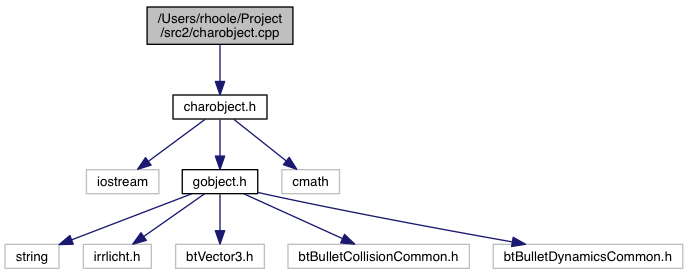 /Users/rhoole/Project
/src2/charobject.cpp
charobject.h
iostream
gobject.h
cmath
string
irrlicht.h
btVector3.h
btBulletCollisionCommon.h
btBulletDynamicsCommon.h